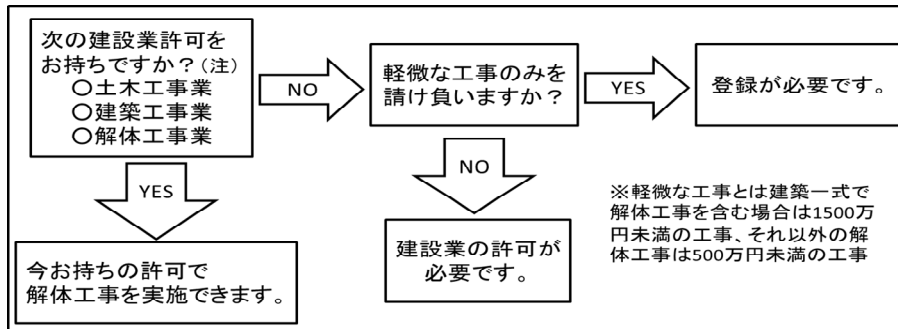 次の建設業許可を
お持ちですか？（注）
〇土木工事業
〇建築工事業
〇解体工事業
NO
軽微な工事のみを
請け負いますか？
YES
登録が必要です。
YES
NO
今お持ちの許可で
解体工事を実施できます。
建設業の許可が
必要です。
※軽微な工事とは建築一式で
解体工事を含む場合は1500万
円未満の工事、それ以外の解
体工事は500万円未満の工事